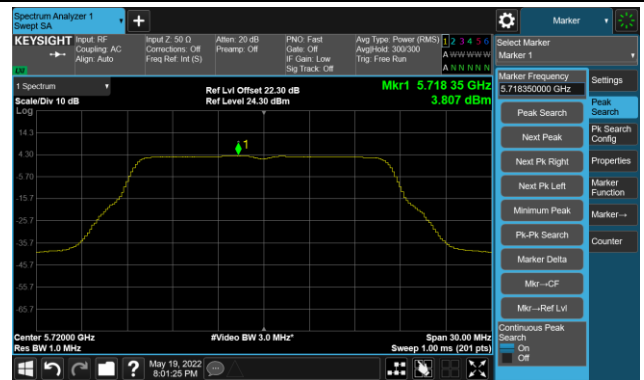 Spectrum Analyzer 1
Swept SA
+
Marker
KEYSIGHT
Input: RF
Coupling: AC
Align: Auto
Input Z: 50 Ω
Corrections: Off
Freq Ref: Int (S)
Atten: 20 dB
Preamp: Off
PNO: Fast
Gate: Off
IF Gain: Low
Sig Track: Off
Avg Type: Power (RMS)
Avg|Hold: 300/300
Trig: Free Run
1 2 3 4 5 6
A W W W W W
A N N N N N
LW
Select Marker
Marker 1
1 Spectrum
Scale/Div 10 dB
Log
Ref Lvl Offset 22.30 dB
Ref Level 24.30 dBm
Mkr1 5.718 35 GHz
3.807 dBm
14.3
4.30
-5.70
-15.7
-25.7
-35.7
-45.7
-55.7
-65.7
1
Center 5.72000 GHz
Res BW 1.0 MHz
#Video BW 3.0 MHz*
Span 30.00 MHz
Sweep 1.00 ms (201 pts)
Marker Frequency
5.718350000 GHz
Peak Search
Next Peak
Next Pk Right
Next Pk Left
Minimum Peak
Pk-Pk Search
Marker Delta
Mkr→CF
Mkr→Ref Lvl
Continuous Peak
Search
On
Off
Settings
Peak
Search
Pk Search
Config
Properties
Marker
Function
Marker→
Counter
?
May 19, 2022
8:01:25 PM